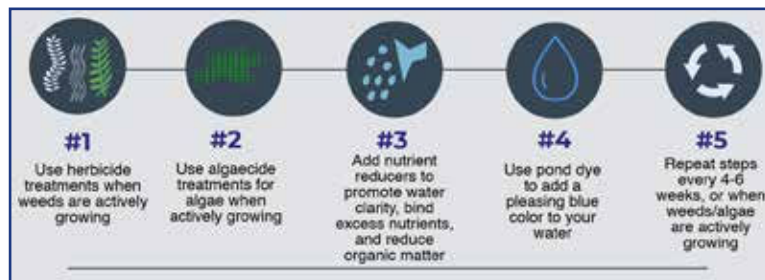 #1
Use herbicide
treatments when
weeds are actively
growing
#2
Use algaecide
treatments for
algae when
actively growing
#3
Add nutrient
reducers to
promote water
clarity, bind
excess nutrients,
and reduce
organic matter
#4
Use pond dye
to add a
pleasing blue
color to your
water
#5
Repeat steps
every 4-6
weeks, or when
weeds/algae
are actively
growing